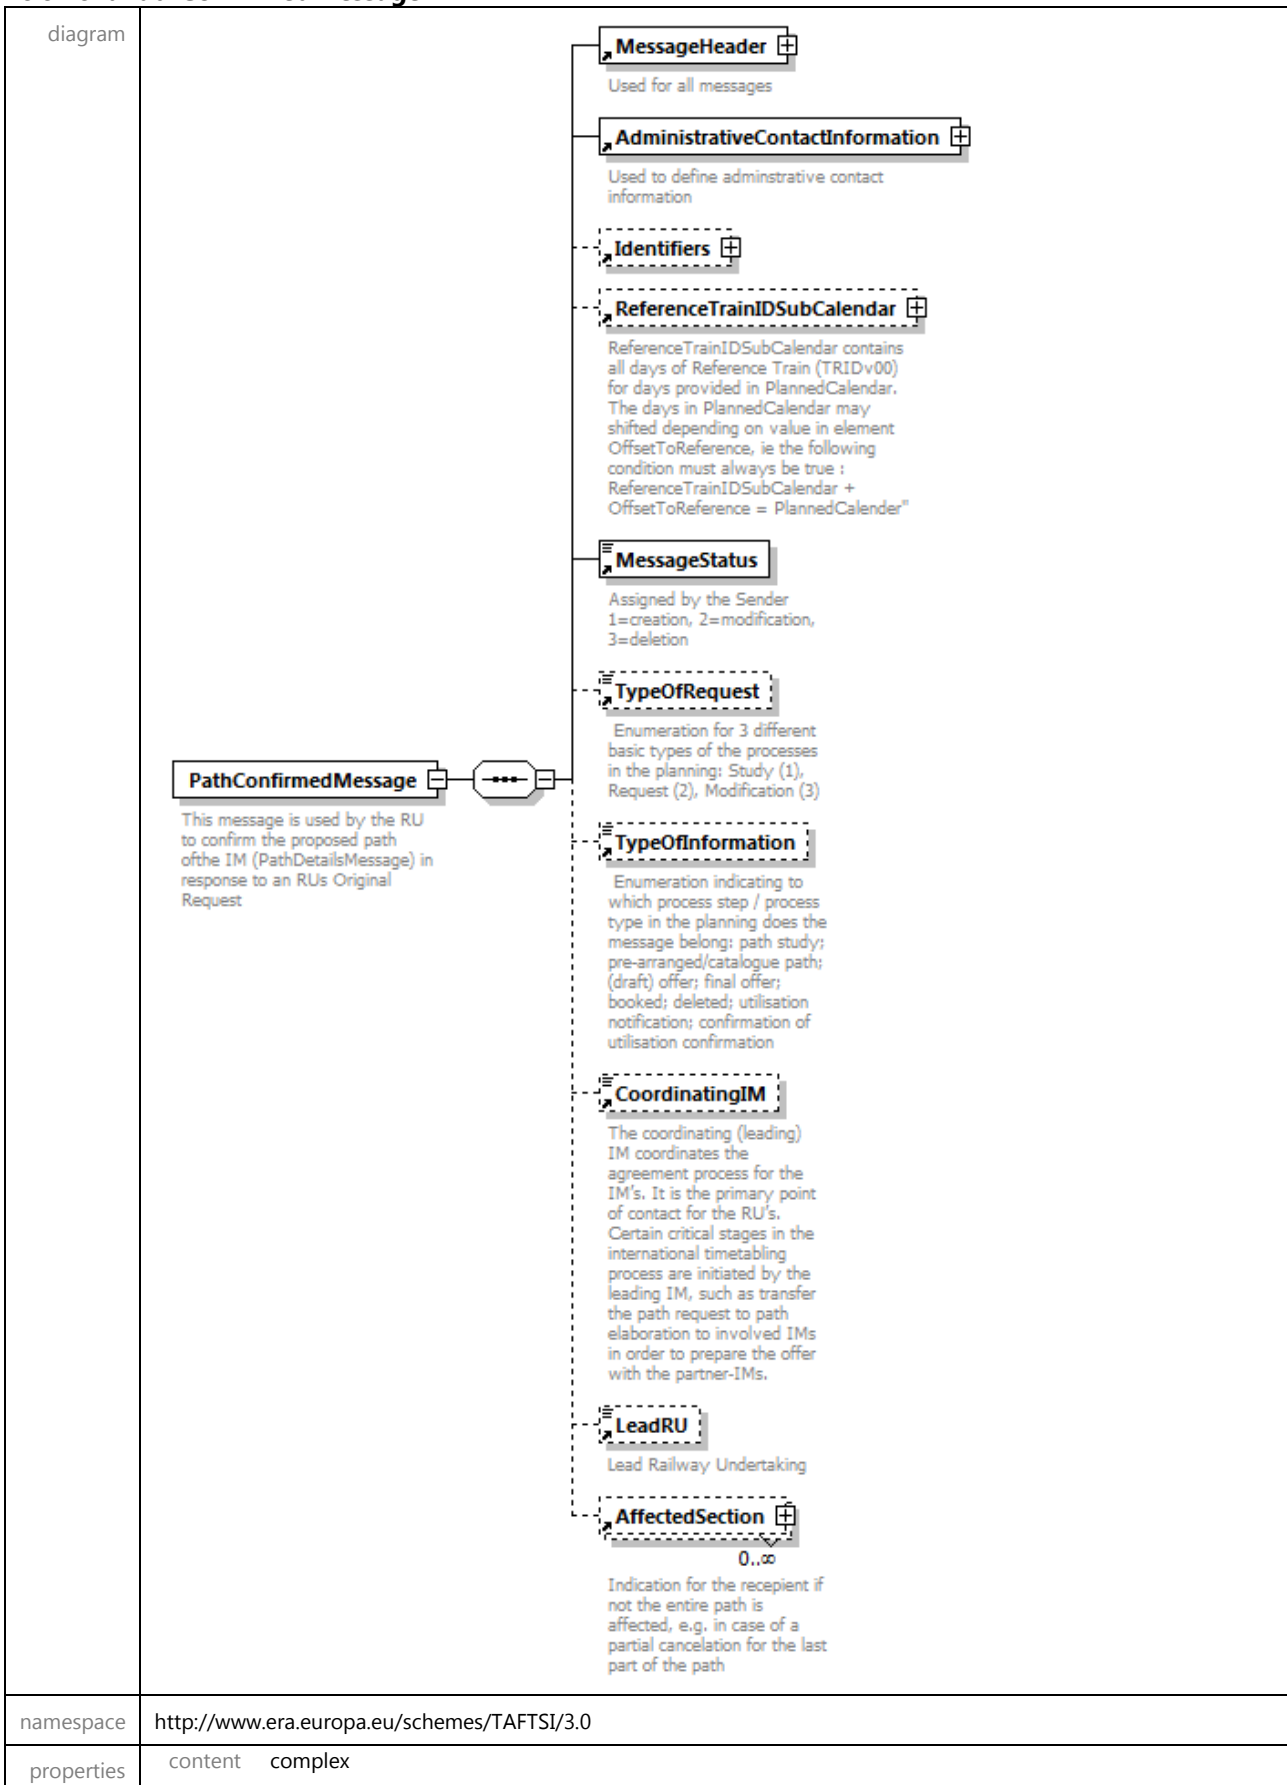 diagram
MessageHeader
Used for all messages
AdministrativeContactInformation
Used to define adminstrative contact
information
Identifiers
ReferenceTrainIDSubCalendar
ReferenceTrainIDSubCalendar contains
all days of Reference Train (TRIDv00)
for days provided in PlannedCalendar.
The days in PlannedCalendar may
shifted depending on value in element
OffsetToReference, ie the following
condition must always be true :
ReferenceTrainIDSubCalendar +
OffsetToReference = PlannedCalender"
MessageStatus
Assigned by the Sender
1=creation, 2=modification,
3=deletion
TypeOfRequest
Enumeration for 3 different
basic types of the processes
in the planning: Study (1),
Request (2), Modification (3)
PathConfirmedMessage
This message is used by the RU
to confirm the proposed path
ofthe IM (PathDetailsMessage) in
response to an RUs Original
Request
TypeOfInformation
Enumeration indicating to
which process step / process
type in the planning does the
message belong: path study;
pre-arranged/catalogue path;
(draft) offer; final offer;
booked; deleted; utilisation
notification; confirmation of
utilisation confirmation
CoordinatingIM
The coordinating (leading)
IM coordinates the
agreement process for the
IM's. It is the primary point
of contact for the RU's.
Certain critical stages in the
international timetabling
process are initiated by the
leading IM, such as transfer
the path request to path
elaboration to involved IMs
in order to prepare the offer
with the partner-IMs.
LeadRU
Lead Railway Undertaking
AffectedSection
0..∞
Indication for the recepient if
not the entire path is
affected, e.g. in case of a
partial cancelation for the last
part of the path
namespace http://www.era.europa.eu/schemes/TAFTSI/3.0
properties content complex